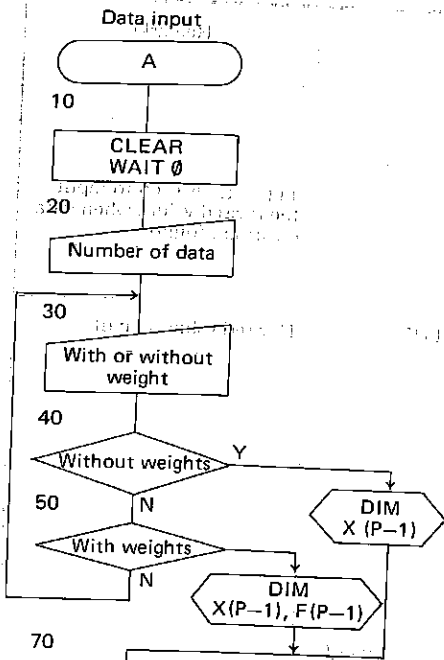 Data input
A
10
CLEAR
WAIT Ø
20
Number of data
30
With or without
weight
40
Without weights
Y
50
N
DIM
X (P−1)
With weights
N
DIM
X(P−1), F(P−1)
70